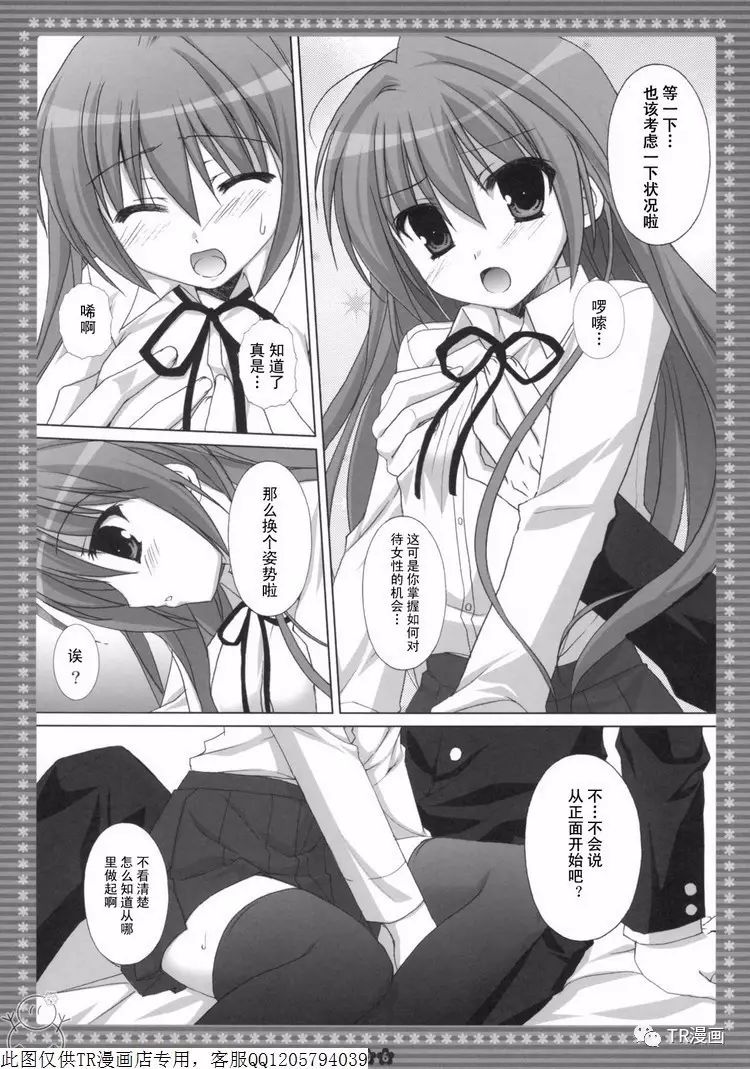 等一下…
也该考虑
一下状况啦
啰嗦…
这可是你掌握如何对
待女性的机会…
唏啊
知道了
真是…
那么换个
姿势啦
诶？
不…不会说
从正面开始吧？
不看清楚
怎么知道从哪
里做起啊
TR漫画
此图仅供TR漫画店专用，客服QQ1205794039